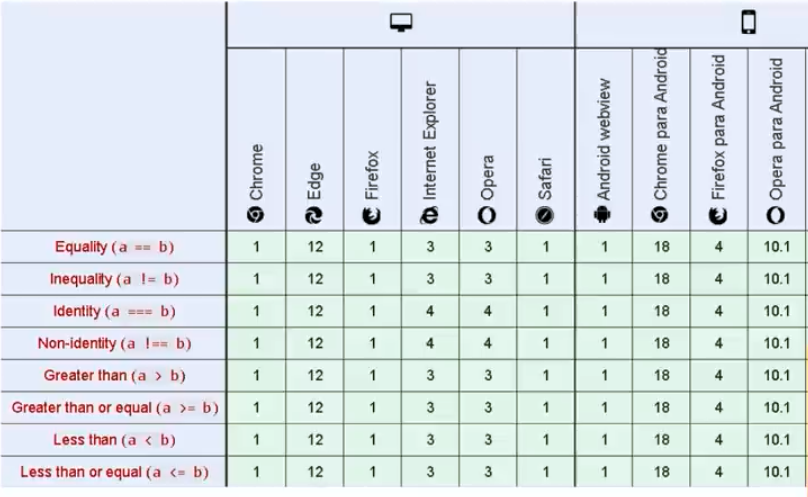 Chrome Edge Firefox Internet Explorer Opera Safari Android webview Chrome para Android Firefox para Android Opera para Android
Equality (a == b) 1 12 1 3 3 1 1 18 4 10.1
Inequality (a != b) 1 12 1 3 3 1 1 18 4 10.1
Identity (a === b) 1 12 1 4 4 1 1 18 4 10.1
Non-identity (a !== b) 1 12 1 4 4 1 1 18 4 10.1
Greater than (a > b) 1 12 1 3 3 1 1 18 4 10.1
Greater than or equal (a >= b) 1 12 1 3 3 1 1 18 4 10.1
Less than (a < b) 1 12 1 3 3 1 1 18 4 10.1
Less than or equal (a <= b) 1 12 1 3 3 1 1 18 4 10.1